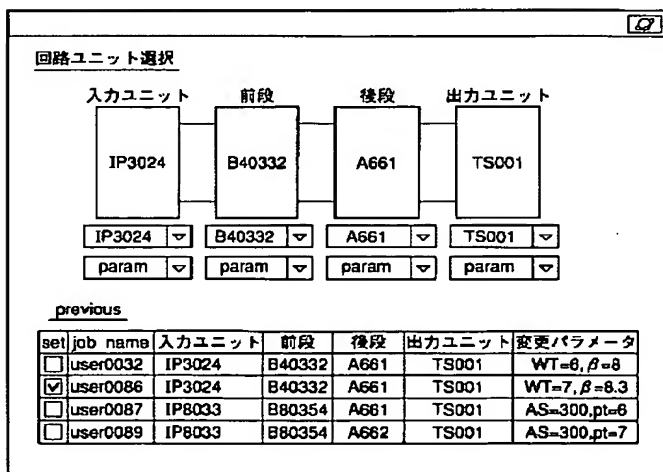 回路ユニット選択
入力ユニット 前段 後段 出力ユニット
IP3024 B40332 A661 TS001
IP3024 B40332 A661 TS001
param param param param
previous
set job name 入力ユニット 前段 後段 出力ユニット 変更パラメータ
user0032 IP3024 B40332 A661 TS001 WT=6,β=8
user0086 IP3024 B40332 A661 TS001 WT=7,β=8.3
user0087 IP8033 B80354 A661 TS001 AS=300,pt=6
user0089 IP8033 B80354 A662 TS001 AS=300,pt=7